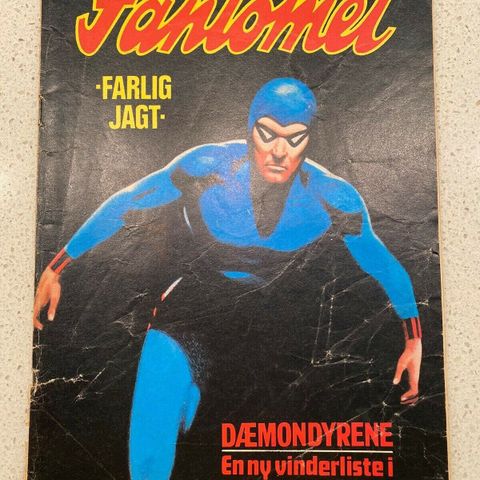 Fantomet
·FARLIG
JAGT·
DÆMONDYRENE
En ny vinderliste i